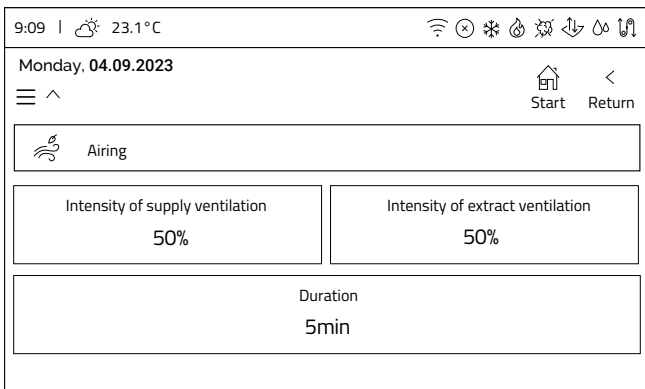 9:09 | 23.1°C
Monday, 04.09.2023
Start Return
Airing
Intensity of supply ventilation
50%
Intensity of extract ventilation
50%
Duration
5min